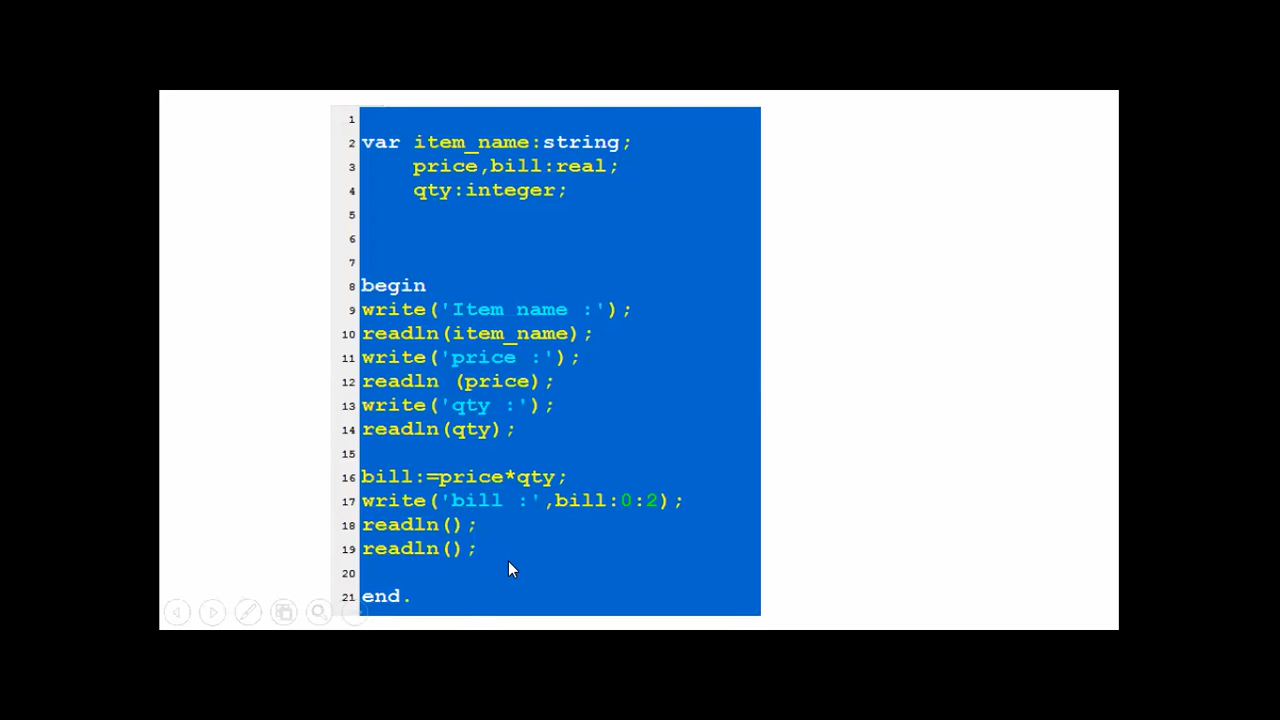 1
2 var item_name:string;
3 price,bill:real;
4 qty:integer;
5
6
7
8 begin
9 write('Item name :');
10 readln(item_name);
11 write('price :');
12 readln (price);
13 write('qty :');
14 readln(qty);
15
16 bill:=price*qty;
17 write('bill :',bill:0:2);
18 readln();
19 readln();
20
21 end.